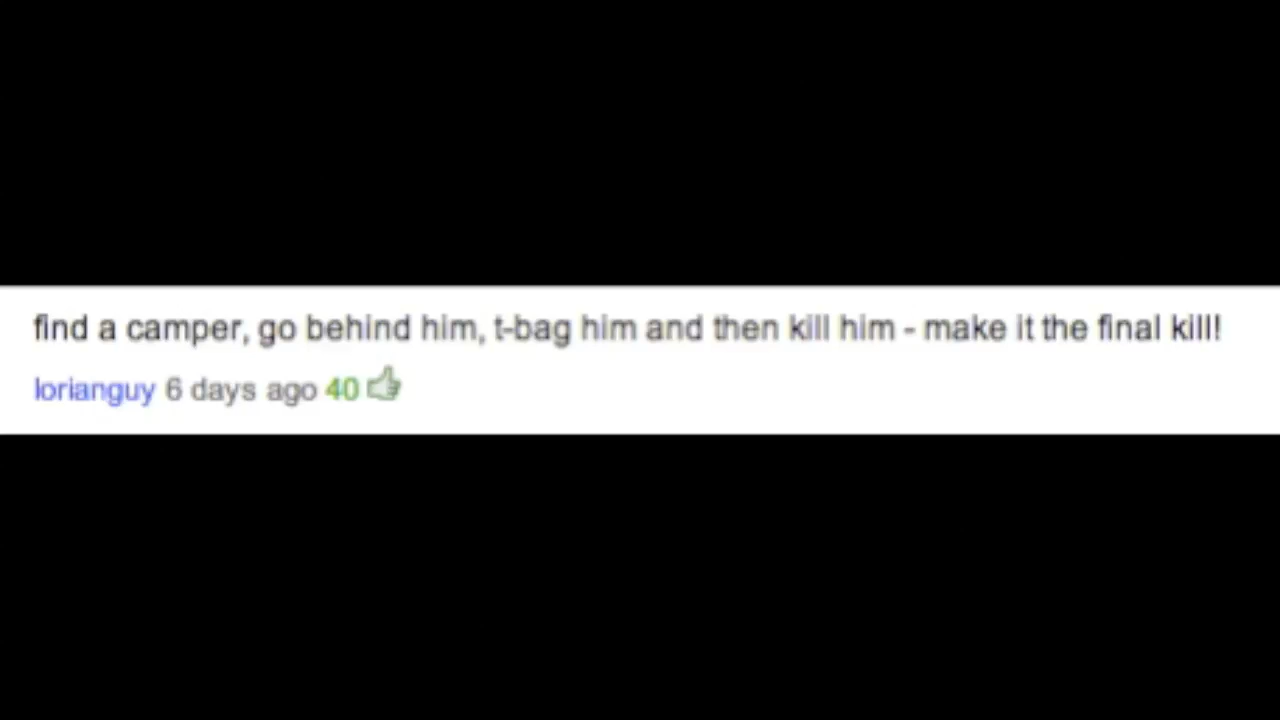 find a camper, go behind him, t-bag him and then kill him - make it the final kill!
lorianguy 6 days ago 40